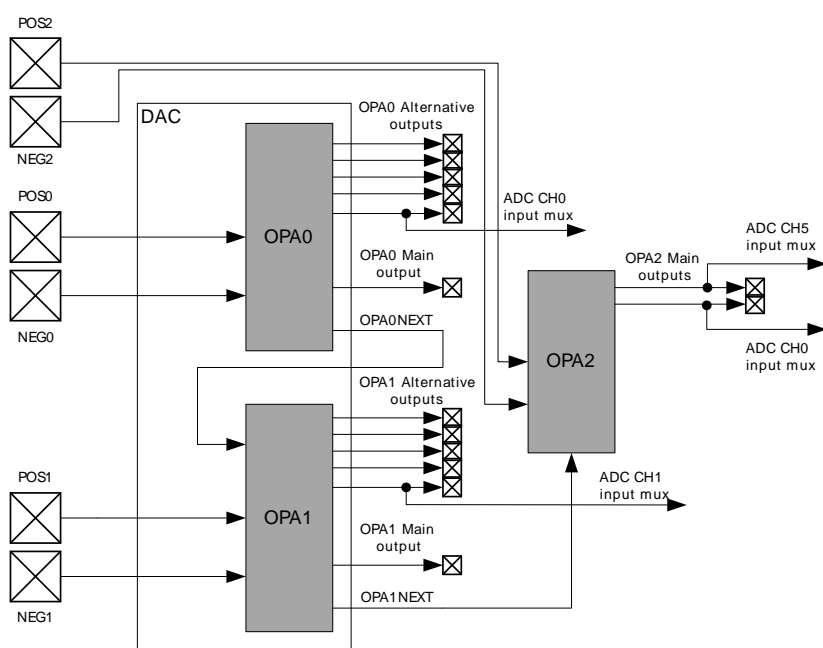 POS2
NEG2
DAC
OPA0 Alternative
outputs
POS0
OPA0
ADC CH0
input mux
OPA0 Main
output
NEG0
OPA0NEXT
ADC CH5
input mux
OPA2 Main
outputs
OPA2
ADC CH0
input mux
OPA1 Alternative
outputs
POS1
OPA1
ADC CH1
input mux
OPA1 Main
output
NEG1
OPA1NEXT